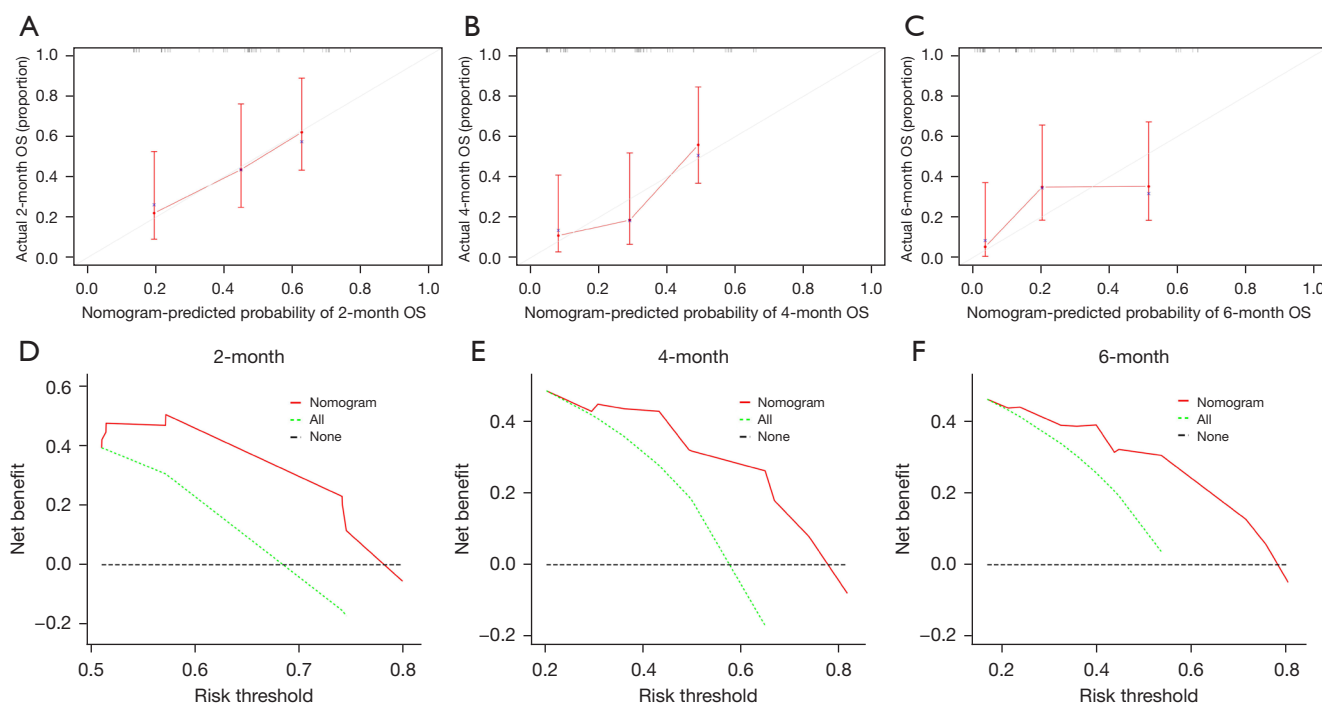 A
B
C
Actual 2-month OS (proportion)
1.0
0.8
0.6
0.4
0.2
0.0
0.0 0.2 0.4 0.6 0.8 1.0
Nomogram-predicted probability of 2-month OS
Actual 4-month OS (proportion)
1.0
0.8
0.6
0.4
0.2
0.0
0.0 0.2 0.4 0.6 0.8 1.0
Nomogram-predicted probability of 4-month OS
Actual 6-month OS (proportion)
1.0
0.8
0.6
0.4
0.2
0.0
0.0 0.2 0.4 0.6 0.8 1.0
Nomogram-predicted probability of 6-month OS
D
2-month
Net benefit
0.6
0.4
0.2
0.0
−0.2
Nomogram
All
None
0.5 0.6 0.7 0.8
Risk threshold
E
4-month
Net benefit
0.4
0.2
0.0
−0.2
Nomogram
All
None
0.2 0.4 0.6 0.8
Risk threshold
F
6-month
Net benefit
0.4
0.2
0.0
−0.2
Nomogram
All
None
0.2 0.4 0.6 0.8
Risk threshold